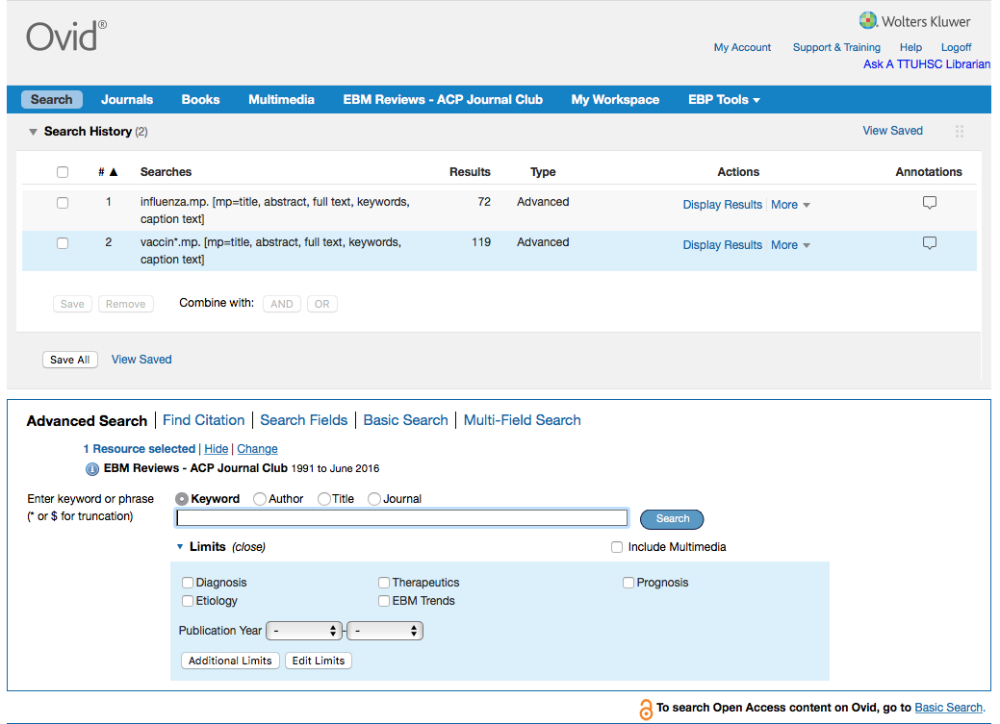 Ovid®
Wolters Kluwer
My Account Support & Training Help Logoff
Ask A TTUHSC Librarian
Search Journals Books Multimedia EBM Reviews - ACP Journal Club My Workspace EBP Tools
Search History (2) View Saved
# Searches Results Type Actions Annotations
1 influenza.mp. [mp=title, abstract, full text, keywords, 72 Advanced Display Results More
caption text]
2 vaccin*.mp. [mp=title, abstract, full text, keywords, 119 Advanced Display Results More
caption text]
Save Remove Combine with: AND OR
Save All View Saved
Advanced Search | Find Citation | Search Fields | Basic Search | Multi-Field Search
1 Resource selected | Hide | Change
EBM Reviews - ACP Journal Club 1991 to June 2016
Enter keyword or phrase Keyword Author Title Journal
(* or $ for truncation) Search
Limits (close) Include Multimedia
Diagnosis Therapeutics Prognosis
Etiology EBM Trends
Publication Year - - -
Additional Limits Edit Limits
To search Open Access content on Ovid, go to Basic Search.